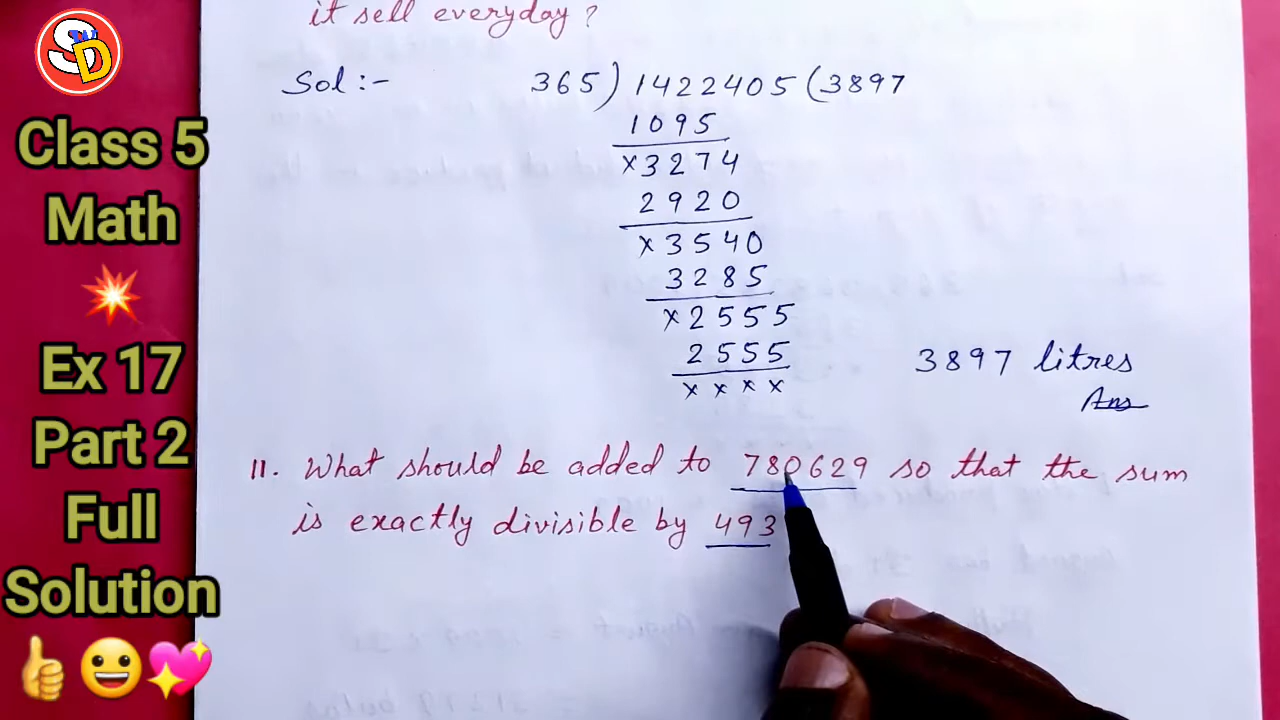 it sell everyday ?
SD
Class 5
Math
Ex 17
Part 2
Full
Solution
Sol :- 365 ) 1422405 ( 3897
1095
x3274
2920
x3540
3285
x2555
2555
x x x x
3897 litres
Ans
11. What should be added to 780629 so that the sum
is exactly divisible by 493